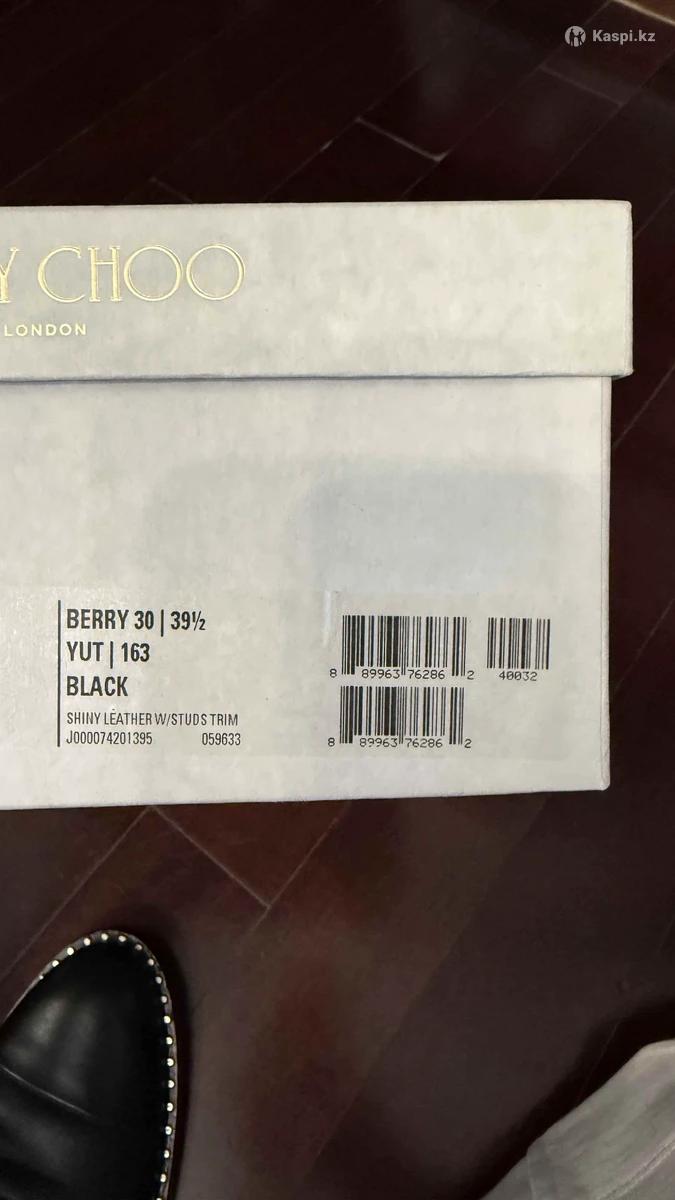 Kaspi.kz
Y CHOO
LONDON
BERRY 30 | 39½
YUT | 163
BLACK
SHINY LEATHER W/STUDS TRIM
J000074201395 059633
8 89963 76286 2
40032
8 89963 76286 2